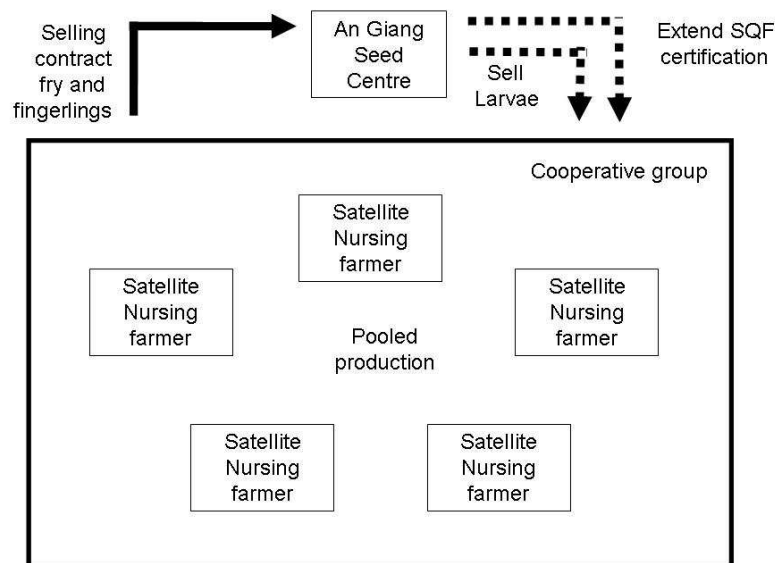 Selling
contract
fry and
fingerlings
An Giang
Seed
Centre
Sell
Larvae
Extend SQF
certification
Cooperative group
Satellite
Nursing
farmer
Satellite
Nursing
farmer
Satellite
Nursing
farmer
Pooled
production
Satellite
Nursing
farmer
Satellite
Nursing
farmer